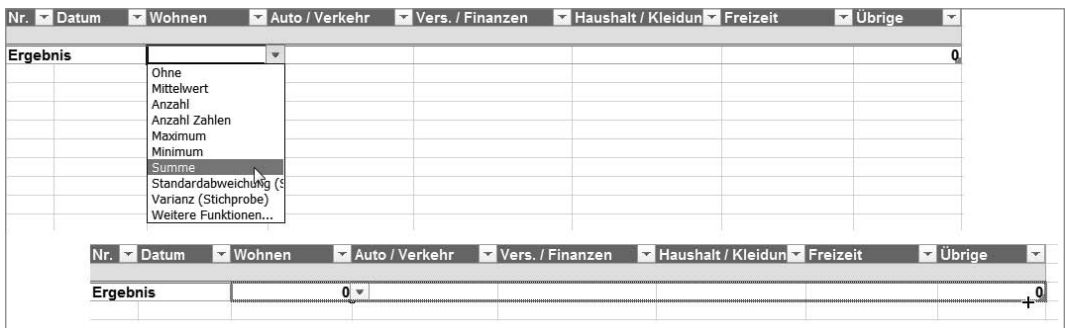 Nr. Datum Wohnen Auto / Verkehr Vers. / Finanzen Haushalt / Kleidun Freizeit Übrige
Ergebnis 0
Ohne
Mittelwert
Anzahl
Anzahl Zahlen
Maximum
Minimum
Summe
Standardabweichung (S
Varianz (Stichprobe)
Weitere Funktionen...
Nr. Datum Wohnen Auto / Verkehr Vers. / Finanzen Haushalt / Kleidun Freizeit Übrige
Ergebnis 0 0